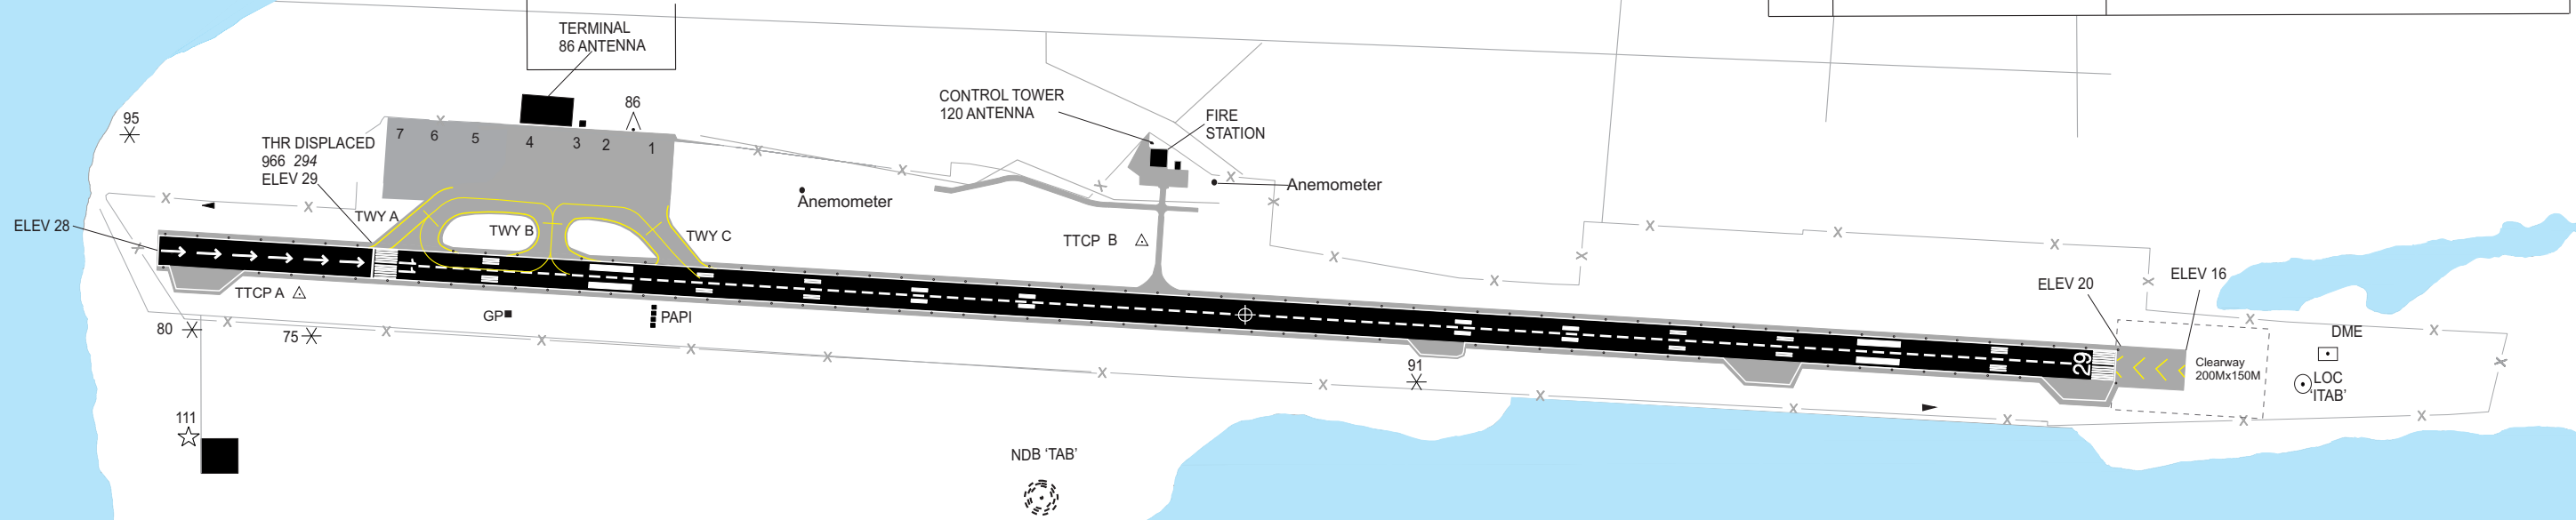 TERMINAL
86 ANTENNA
95
86
CONTROL TOWER
120 ANTENNA
FIRE
STATION
THR DISPLACED
966 294
ELEV 29
7 6 5 4 3 2 1
Anemometer
Anemometer
ELEV 28
TWY A
TWY B
TWY C
TTCP B
11
TTCP A
GP
PAPI
80
75
91
ELEV 20
ELEV 16
29
Clearway
200Mx150M
DME
LOC
'ITAB'
111
NDB 'TAB'